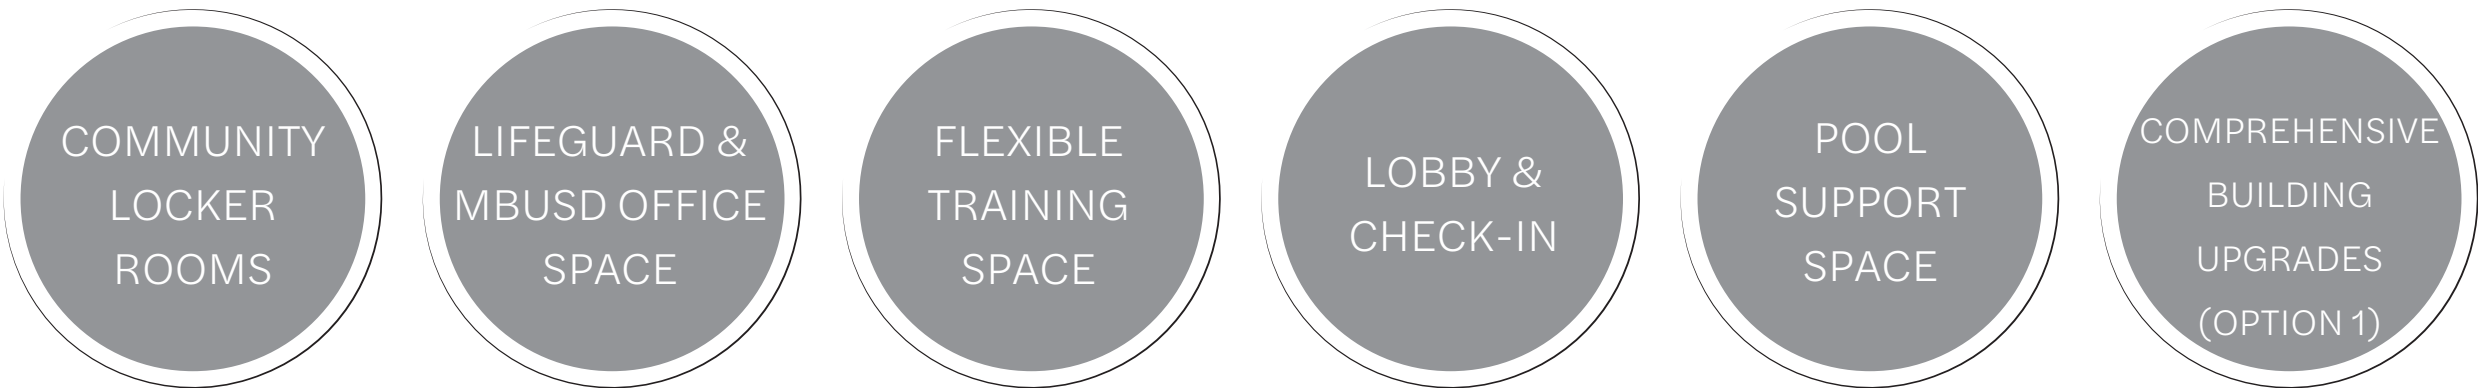 COMMUNITY
LOCKER
ROOMS
LIFEGUARD &
MBUSD OFFICE
SPACE
FLEXIBLE
TRAINING
SPACE
LOBBY &
CHECK-IN
POOL
SUPPORT
SPACE
COMPREHENSIVE
BUILDING
UPGRADES
(OPTION 1)